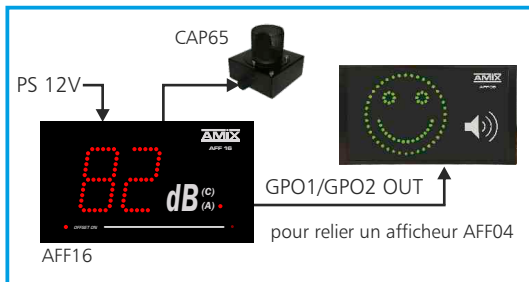 CAP65
PS 12V
AMIX
AFF 16
82 dB (C) (A)
OFFSET ON
AFF16
AMIX
GPO1/GPO2 OUT
pour relier un afficheur AFF04